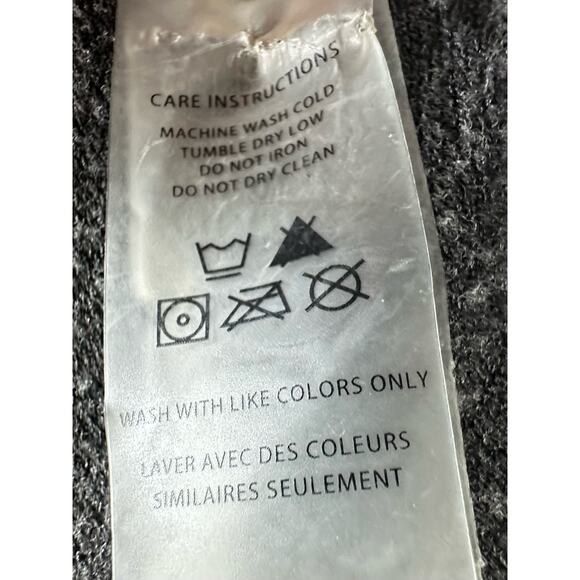 CARE INSTRUCTIONS
MACHINE WASH COLD
TUMBLE DRY LOW
DO NOT IRON
DO NOT DRY CLEAN
WASH WITH LIKE COLORS ONLY
LAVER AVEC DES COULEURS
SIMILAIRES SEULEMENT